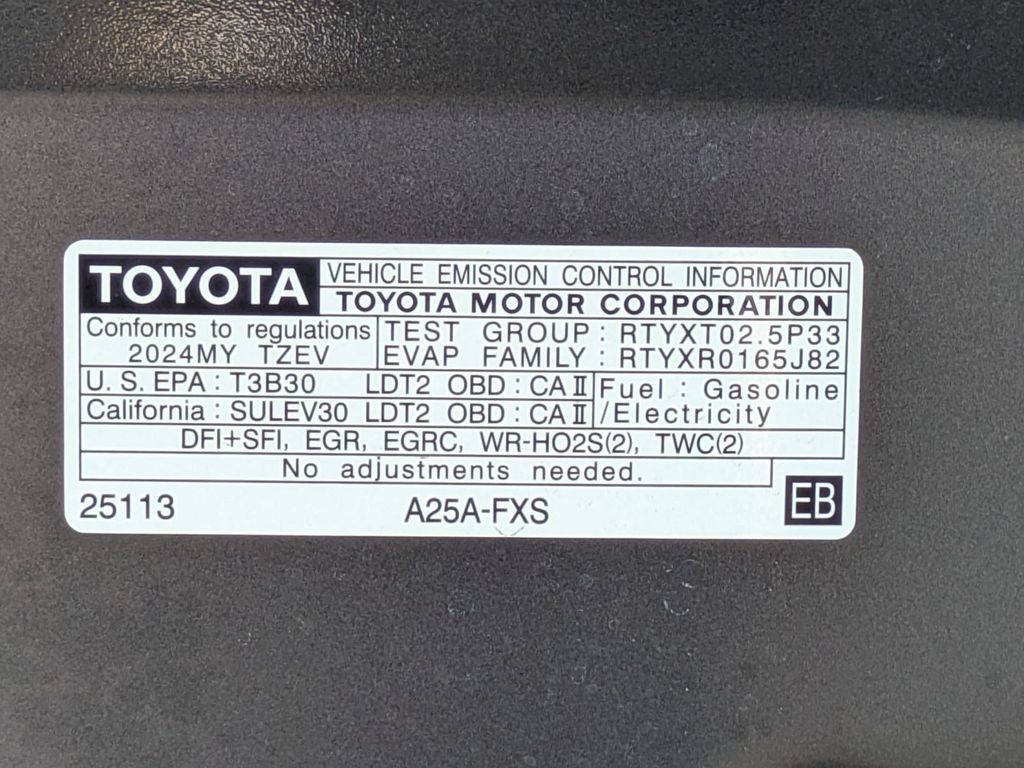 TOYOTA
VEHICLE EMISSION CONTROL INFORMATION
TOYOTA MOTOR CORPORATION
Conforms to regulations
2024MY TZEV
TEST GROUP : RTYXT02.5P33
EVAP FAMILY : RTYXR0165J82
U.S. EPA : T3B30 LDT2 OBD : CA II
California : SULEV30 LDT2 OBD : CA II
Fuel : Gasoline
/Electricity
DFI+SFI, EGR, EGRC, WR-HO2S(2), TWC(2)
No adjustments needed.
25113 A25A-FXS EB